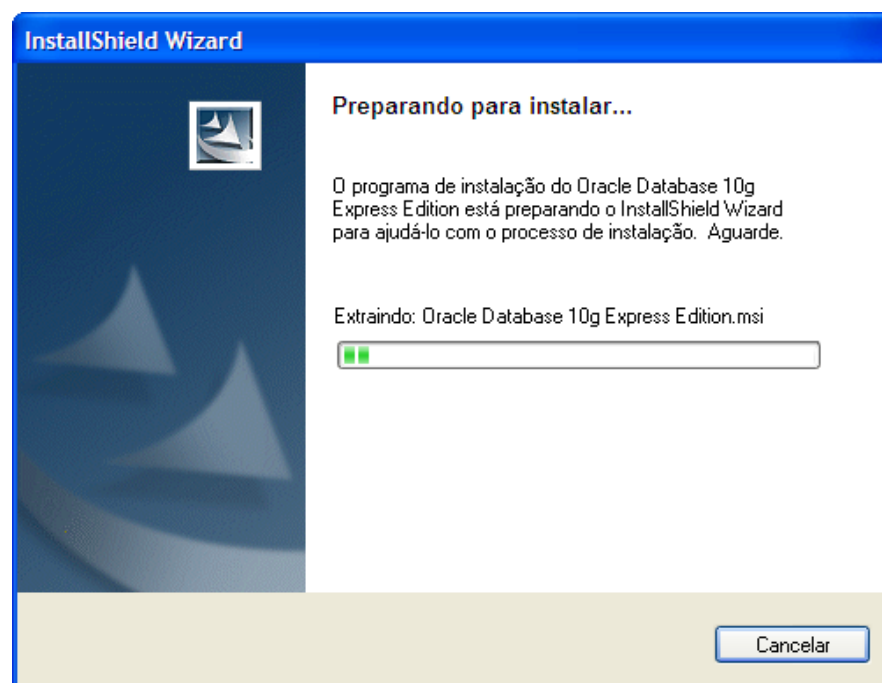 InstallShield Wizard
Preparando para instalar...
O programa de instalação do Oracle Database 10g
Express Edition está preparando o InstallShield Wizard
para ajudá-lo com o processo de instalação.  Aguarde.
Extraindo: Oracle Database 10g Express Edition.msi
Cancelar